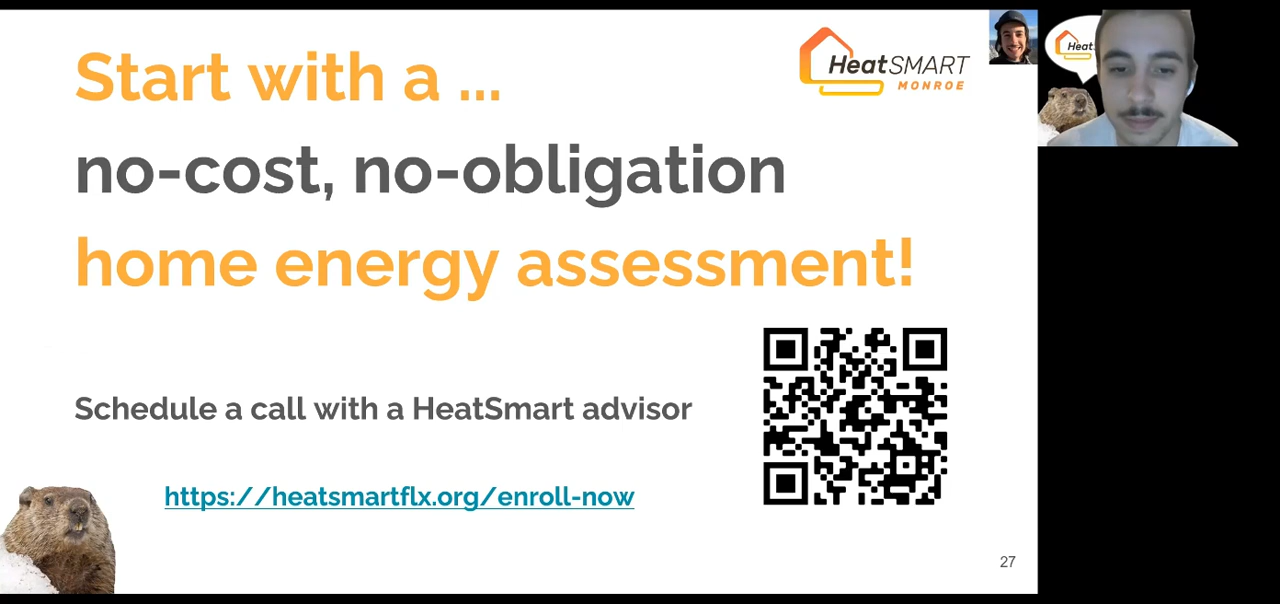 Start with a ...
HeatSMART
MONROE
no-cost, no-obligation
home energy assessment!
Schedule a call with a HeatSmart advisor
https://heatsmartflx.org/enroll-now
27